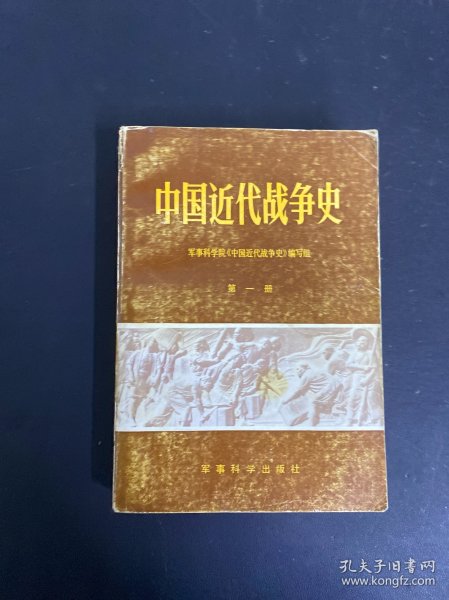 中国近代战争史
军事科学院《中国近代战争史》编写组
第一册
军事科学出版社
孔夫子旧书网
www.kongfz.com